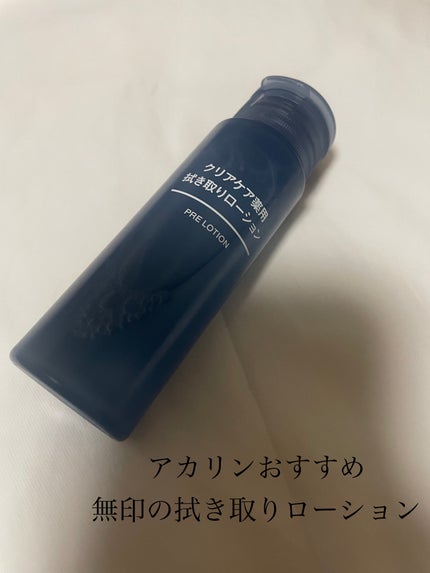 クリアケア薬用
拭き取りローション
PRE LOTION
アカリンおすすめ
無印の拭き取りローション